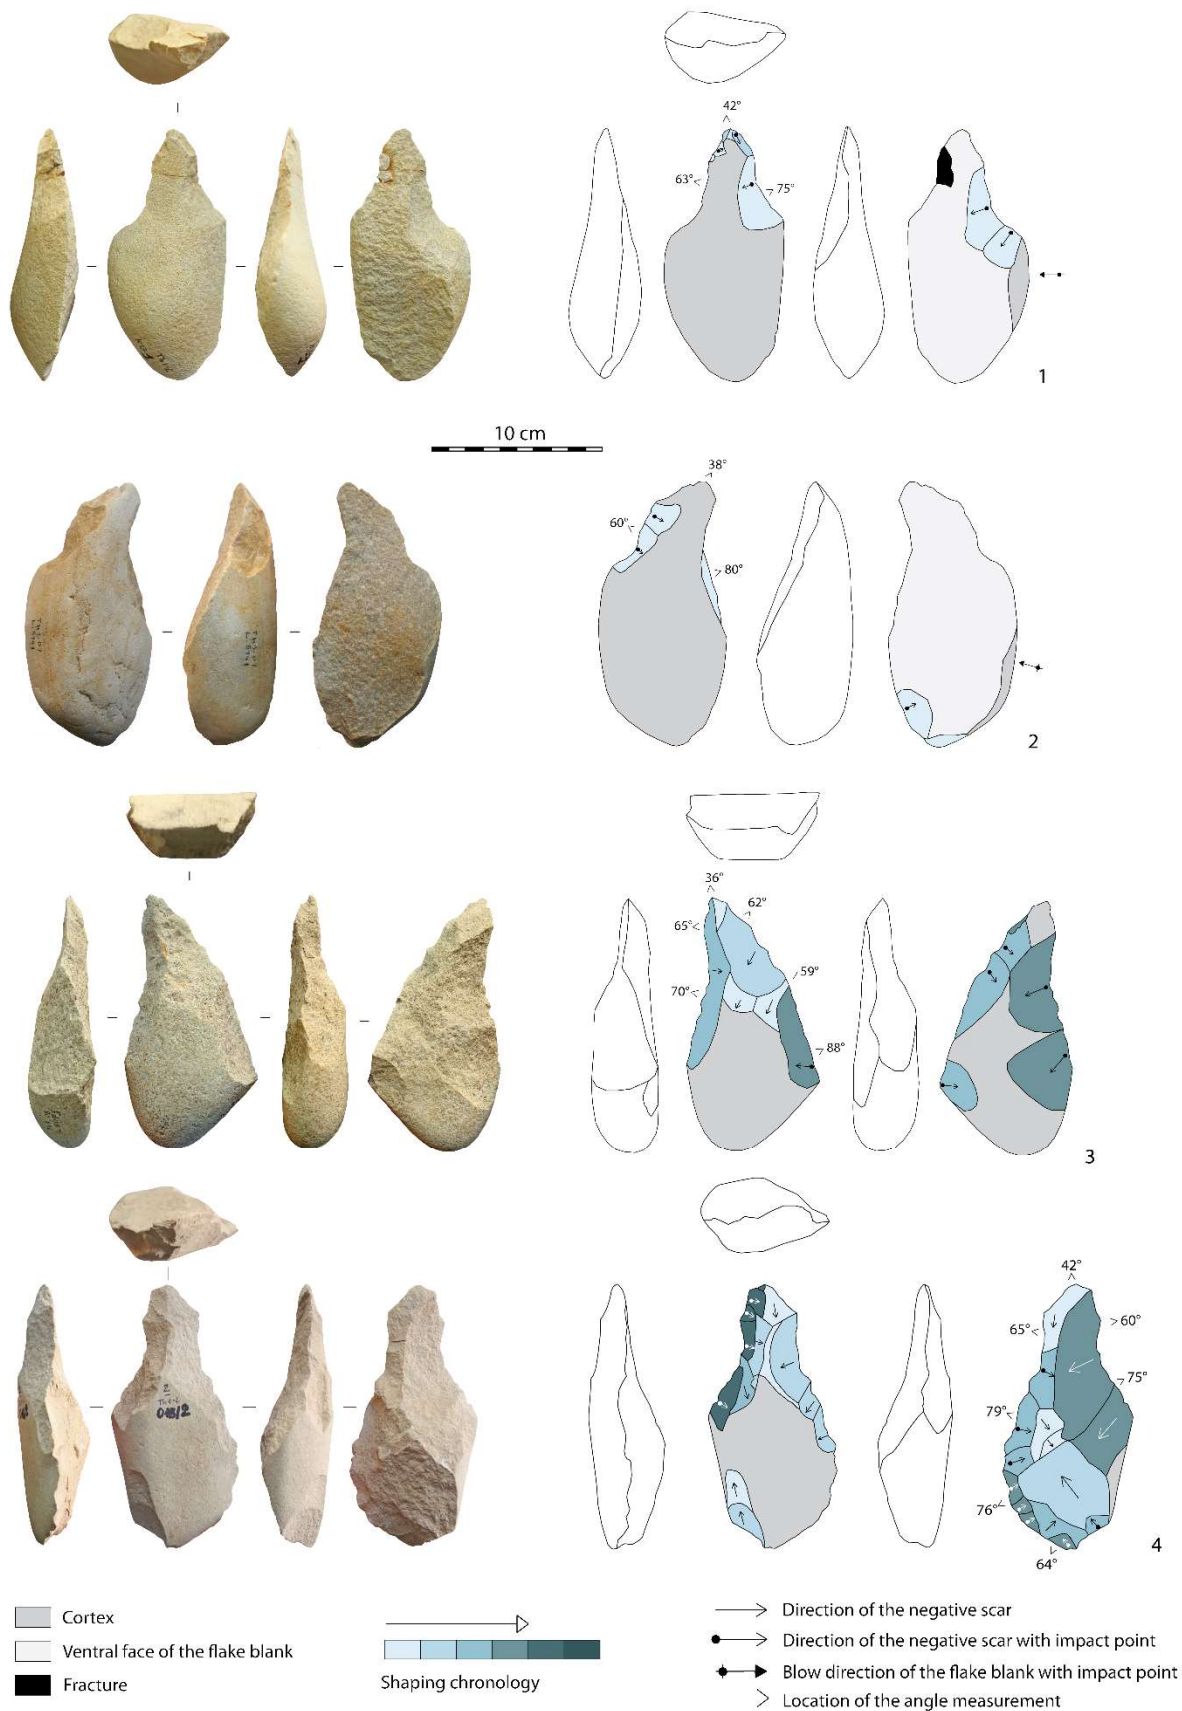 42°
63°
75°
1
10 cm
38°
60°
80°
2
36°
65°
62°
59°
70°
88°
3
0-18/2
42°
65°
60°
75°
79°
76°
64°
4
Cortex
Ventral face of the flake blank
Fracture
Shaping chronology
Direction of the negative scar
Direction of the negative scar with impact point
Blow direction of the flake blank with impact point
Location of the angle measurement